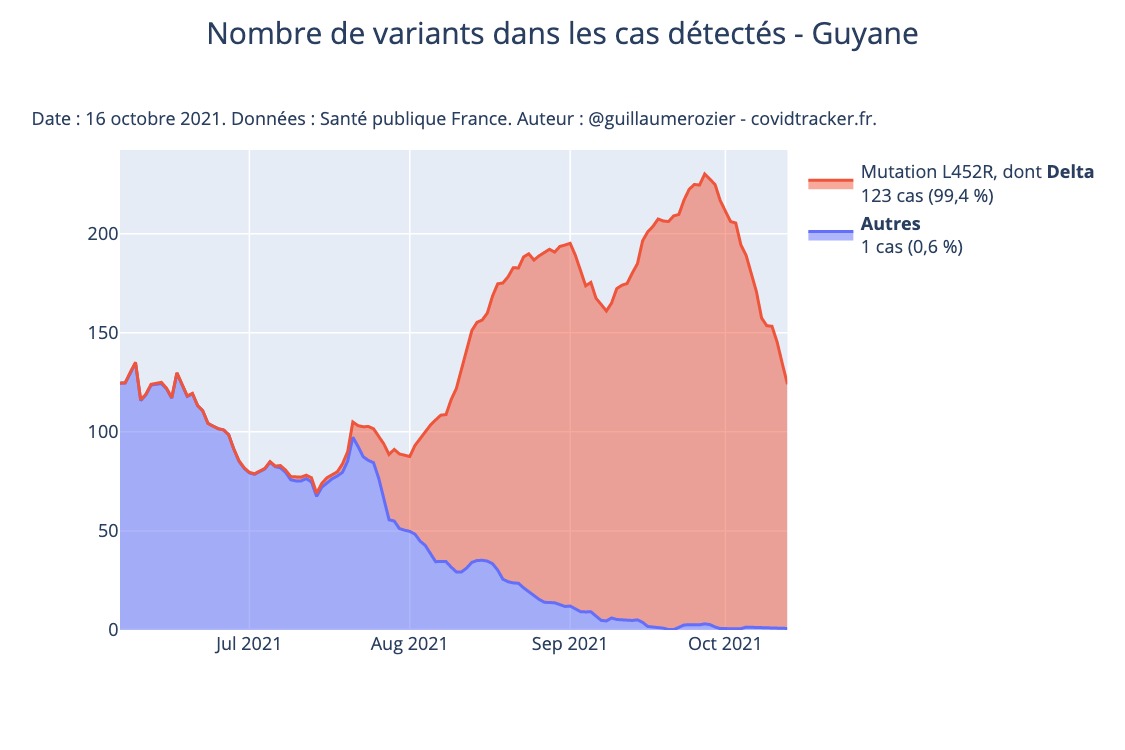 Nombre de variants dans les cas détectés - Guyane
Date : 16 octobre 2021. Données : Santé publique France. Auteur : @guillaumerozier - covidtracker.fr.
Mutation L452R, dont Delta
123 cas (99,4 %)
Autres
1 cas (0,6 %)
200
150
100
50
0
Jul 2021
Aug 2021
Sep 2021
Oct 2021